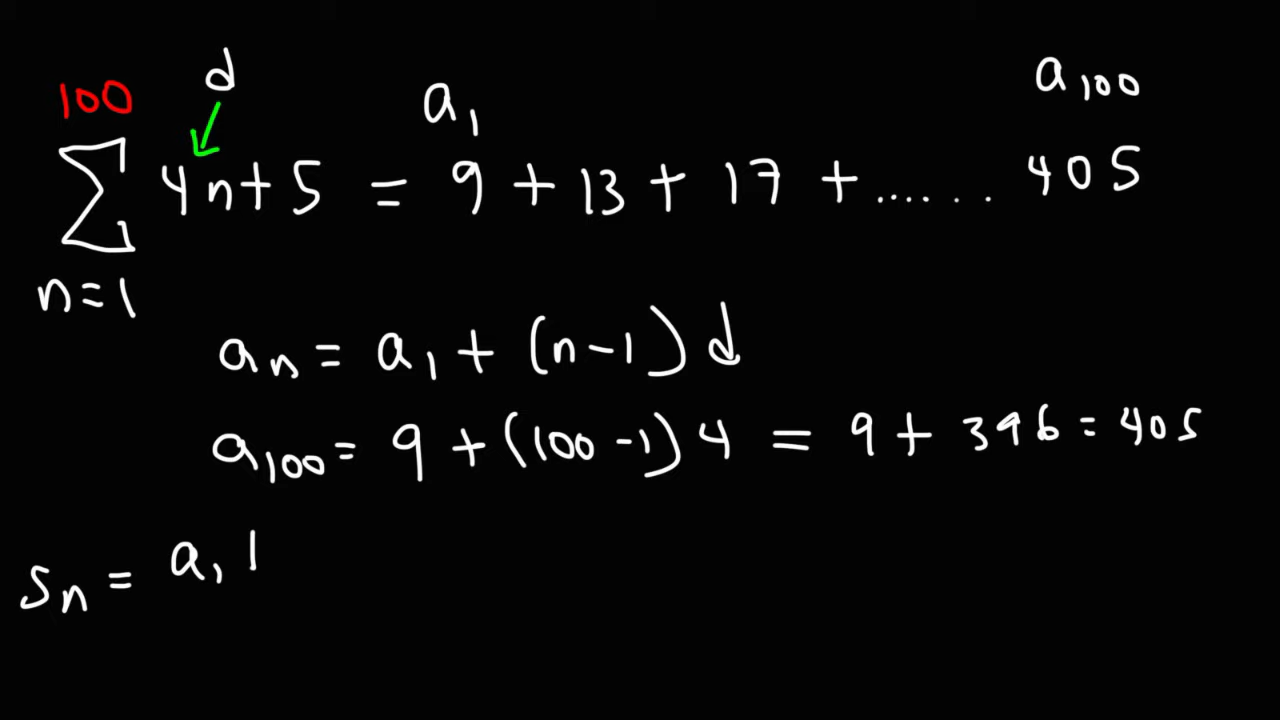 d a₁ a₁₀₀
100
∑ 4n+5 = 9 + 13 + 17 + ...... 405
n=1
aₙ = a₁ + (n-1)d
a₁₀₀ = 9 + (100-1)4 = 9 + 396 = 405
Sₙ = a₁